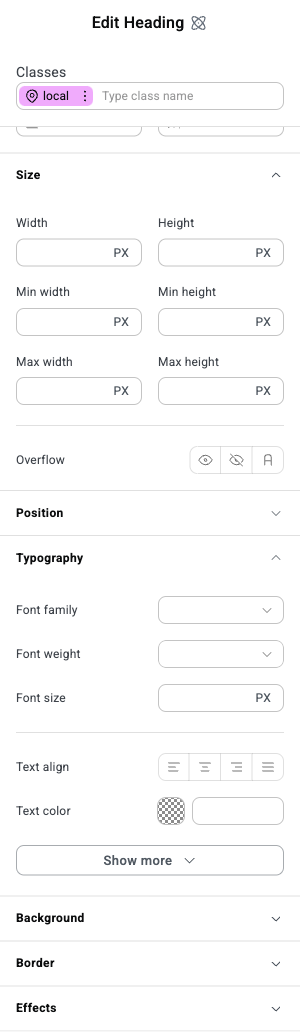 Edit Heading
Classes
local Type class name
Size
Width Height
PX PX
Min width Min height
PX PX
Max width Max height
PX PX
Overflow
Position
Typography
Font family
Font weight
Font size PX
Text align
Text color
Show more
Background
Border
Effects